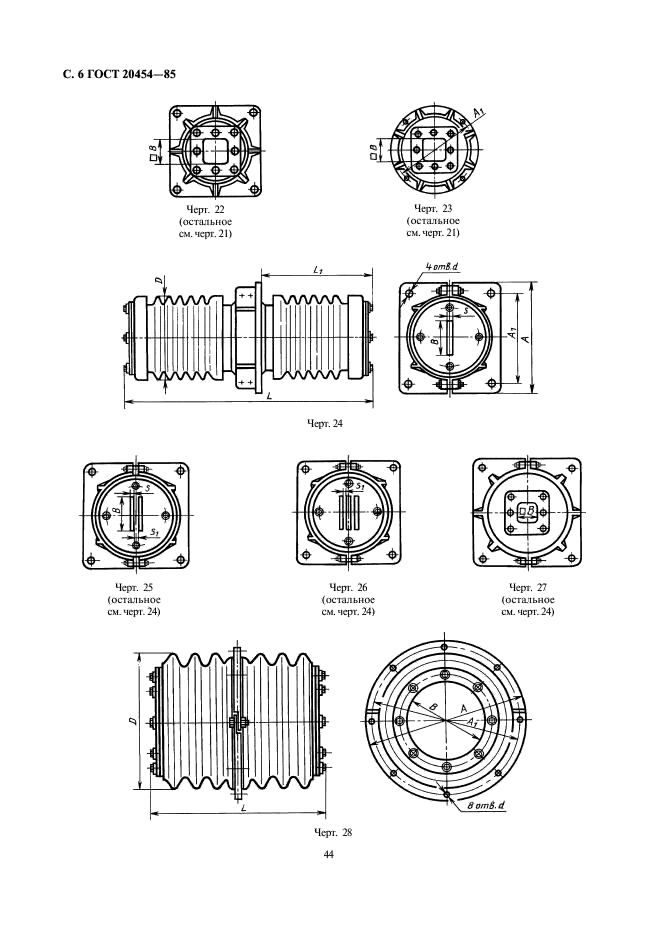 С. 6 ГОСТ 20454—85
□ B
Черт. 22
(остальное
см. черт. 21)
□ B
A1
Черт. 23
(остальное
см. черт. 21)
D
L1
L
4 отв. d
s
B
A1
A
Черт. 24
B
s
s1
Черт. 25
(остальное
см. черт. 24)
s1
Черт. 26
(остальное
см. черт. 24)
□ B
Черт. 27
(остальное
см. черт. 24)
D
L
B
A
A1
8 отв. d
Черт. 28
44